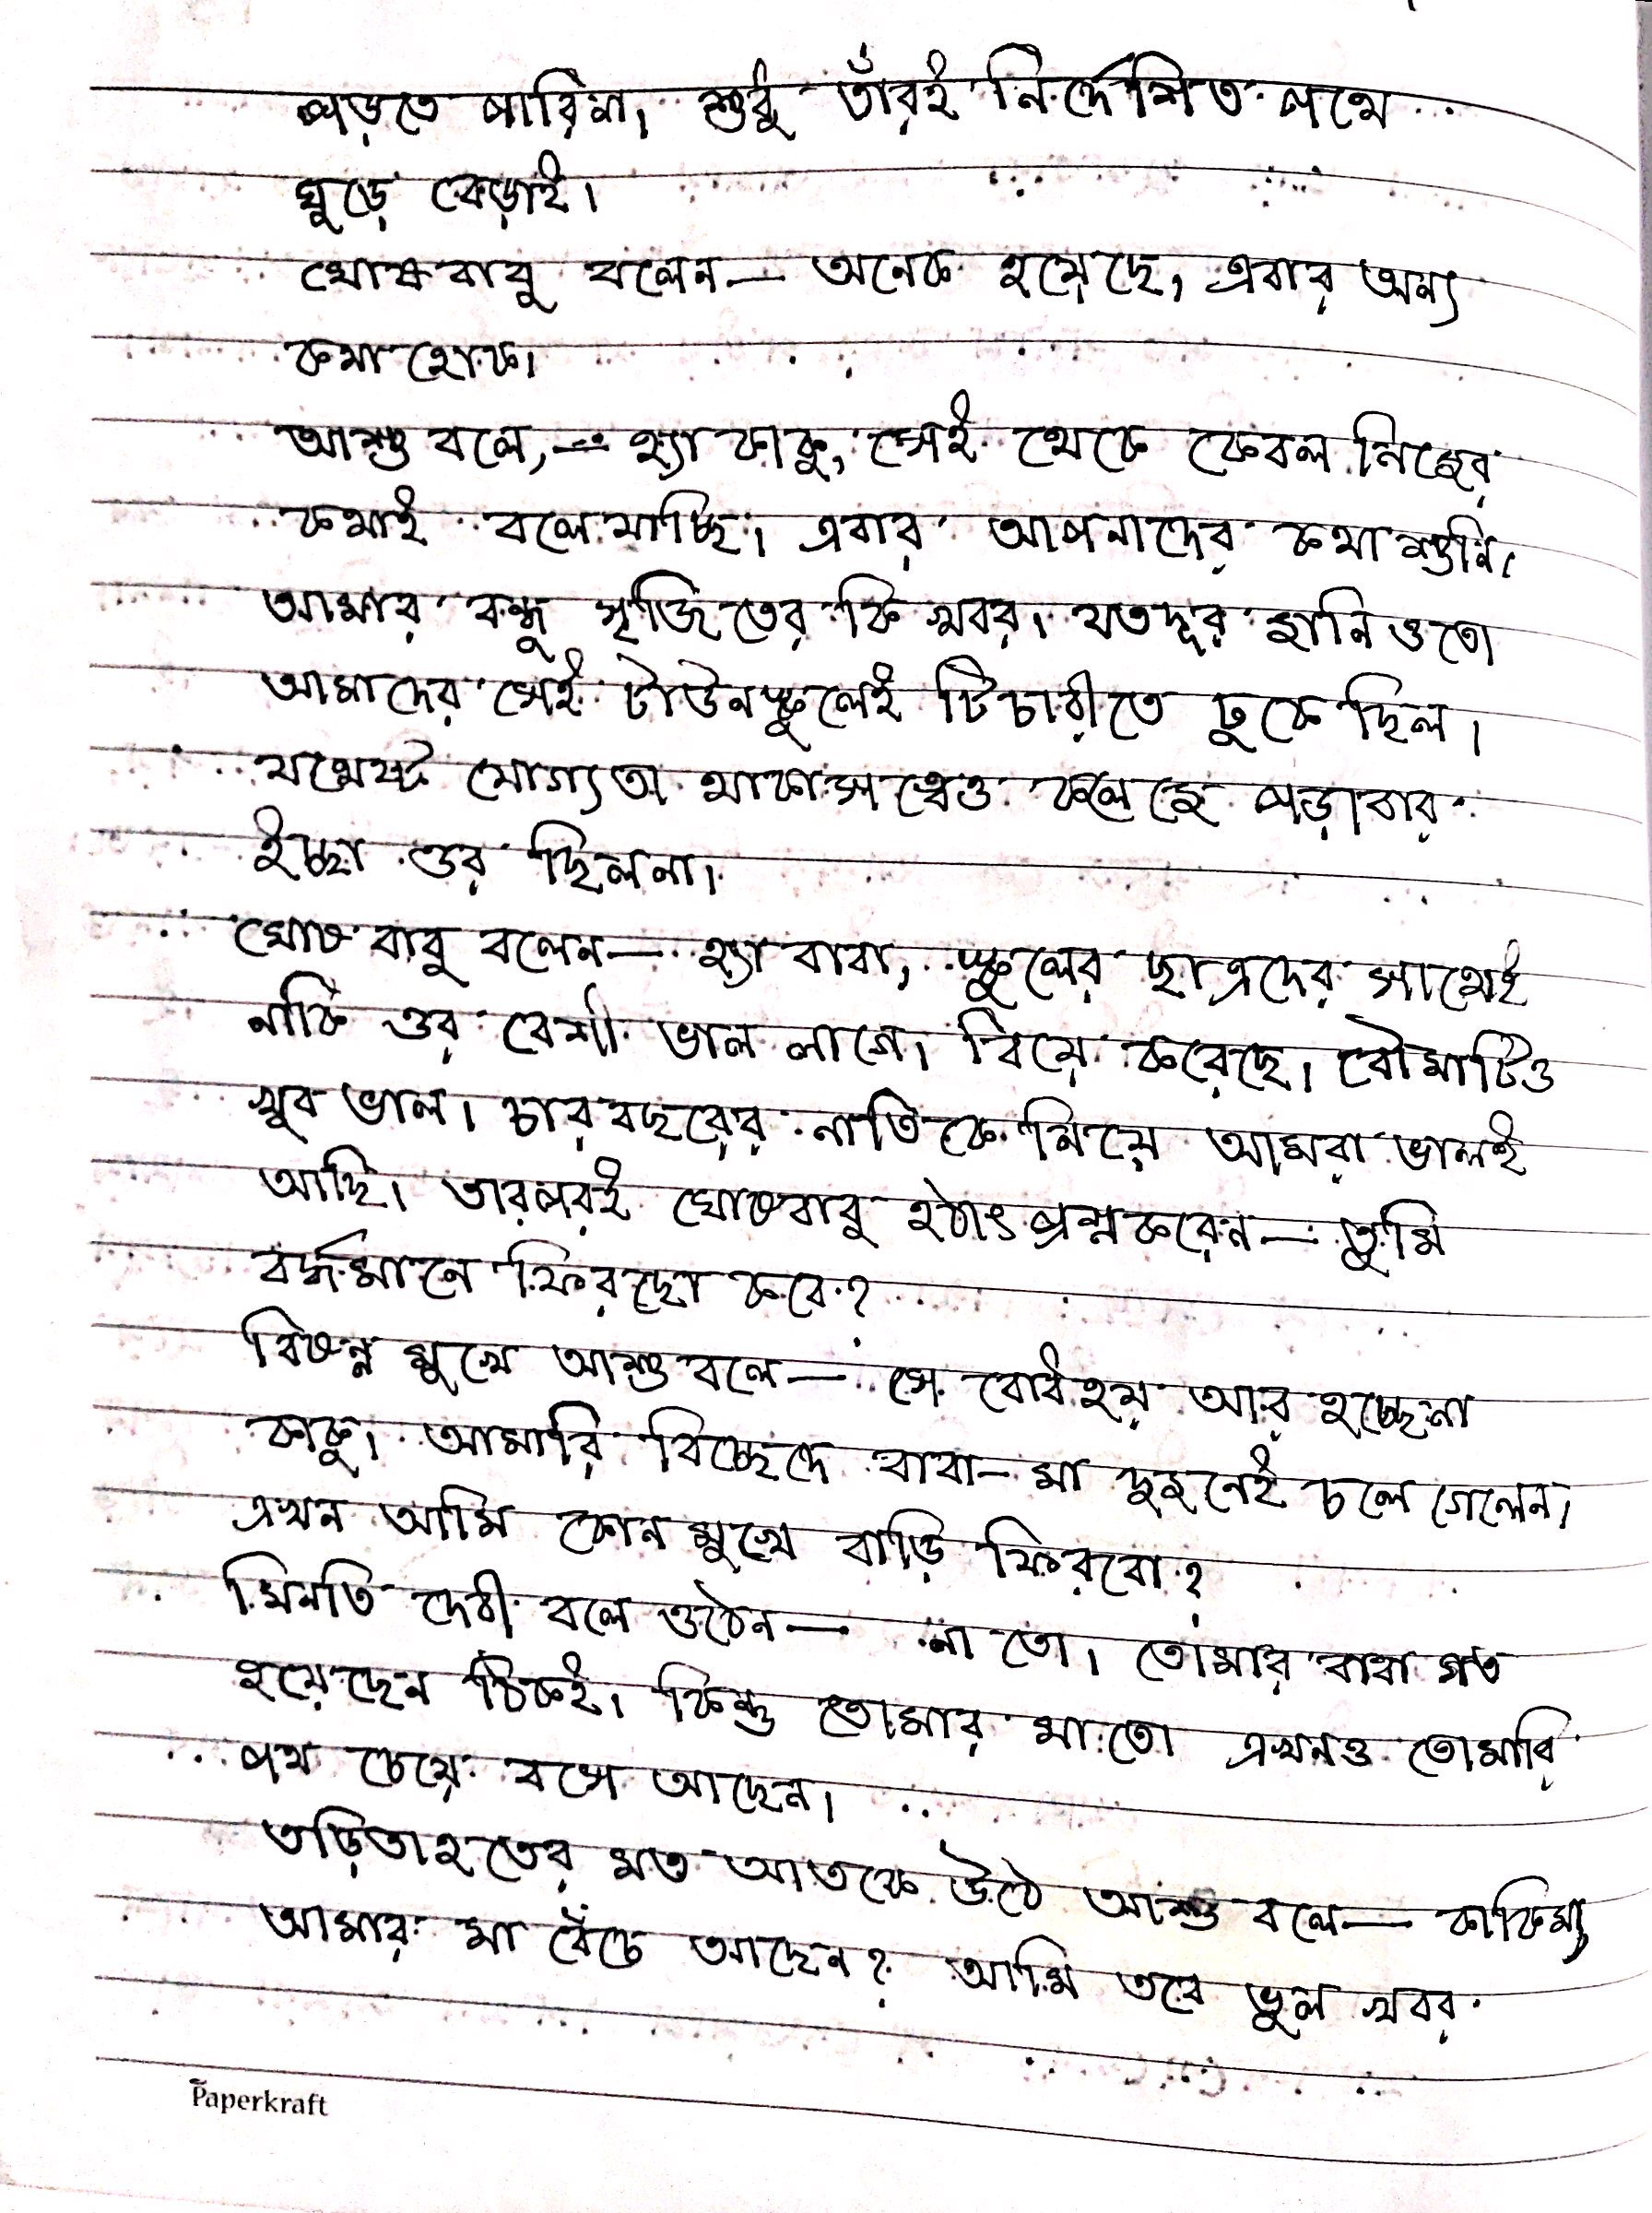 পড়তে পারিনা। শুধু তাঁরই নির্দেশিত পথে
ঘুড়ে বেড়াই।
ঘোষবাবু বলেন— অনেক হয়েছে, এবার অন্য
কথা হোক।
আশু বলে,— হ্যা কাকু, সেই থেকে কেবল নিজের
কথাই বলে যাচ্ছি। এবার আপনাদের কথা শুনি।
আমার বন্ধু সৃজিতের কি খবর। যতদূর জানি ওতো
আমাদের সেই টাউনস্কুলেই টিচারীতে ঢুকেছিল।
যথেষ্ট যোগ্যতা থাকাসত্বেও কলেজে পড়াবার
ইচ্ছা ওর ছিলনা।
ঘোষবাবু বলেন— হ্যা বাবা, স্কুলের ছাত্রদের সাথেই
নাকি ওর বেশী ভাল লাগে। বিয়ে করেছে। বৌমাটিও
খুব ভাল। চারবছরের নাতিকে নিয়ে আমরা ভালই
আছি। তারপরই ঘোষবাবু হঠাৎ প্রশ্ন করেন— তুমি
বর্দ্ধমানে ফিরছো কবে?
বিষন্ন মুখে আশু বলে— সে বোধহয় আর হচ্ছেনা
কাকু। আমারি বিচ্ছেদে বাবা-মা দুজনেই চলে গেলেন।
এখন আমি কোন মুখে বাড়ি ফিরবো?
মিনতি দেবী বলে ওঠেন— না তো। তোমার বাবা গত
হয়েছেন ঠিকই। কিন্তু তোমার মা তো এখনও তোমারি
পথ চেয়ে বসে আছেন।
তড়িতাহতের মত আতকে উঠে আশু বলে— কাকিমা,
আমার মা বেঁচে আছেন? আমি তবে ভুল খবর
Paperkraft